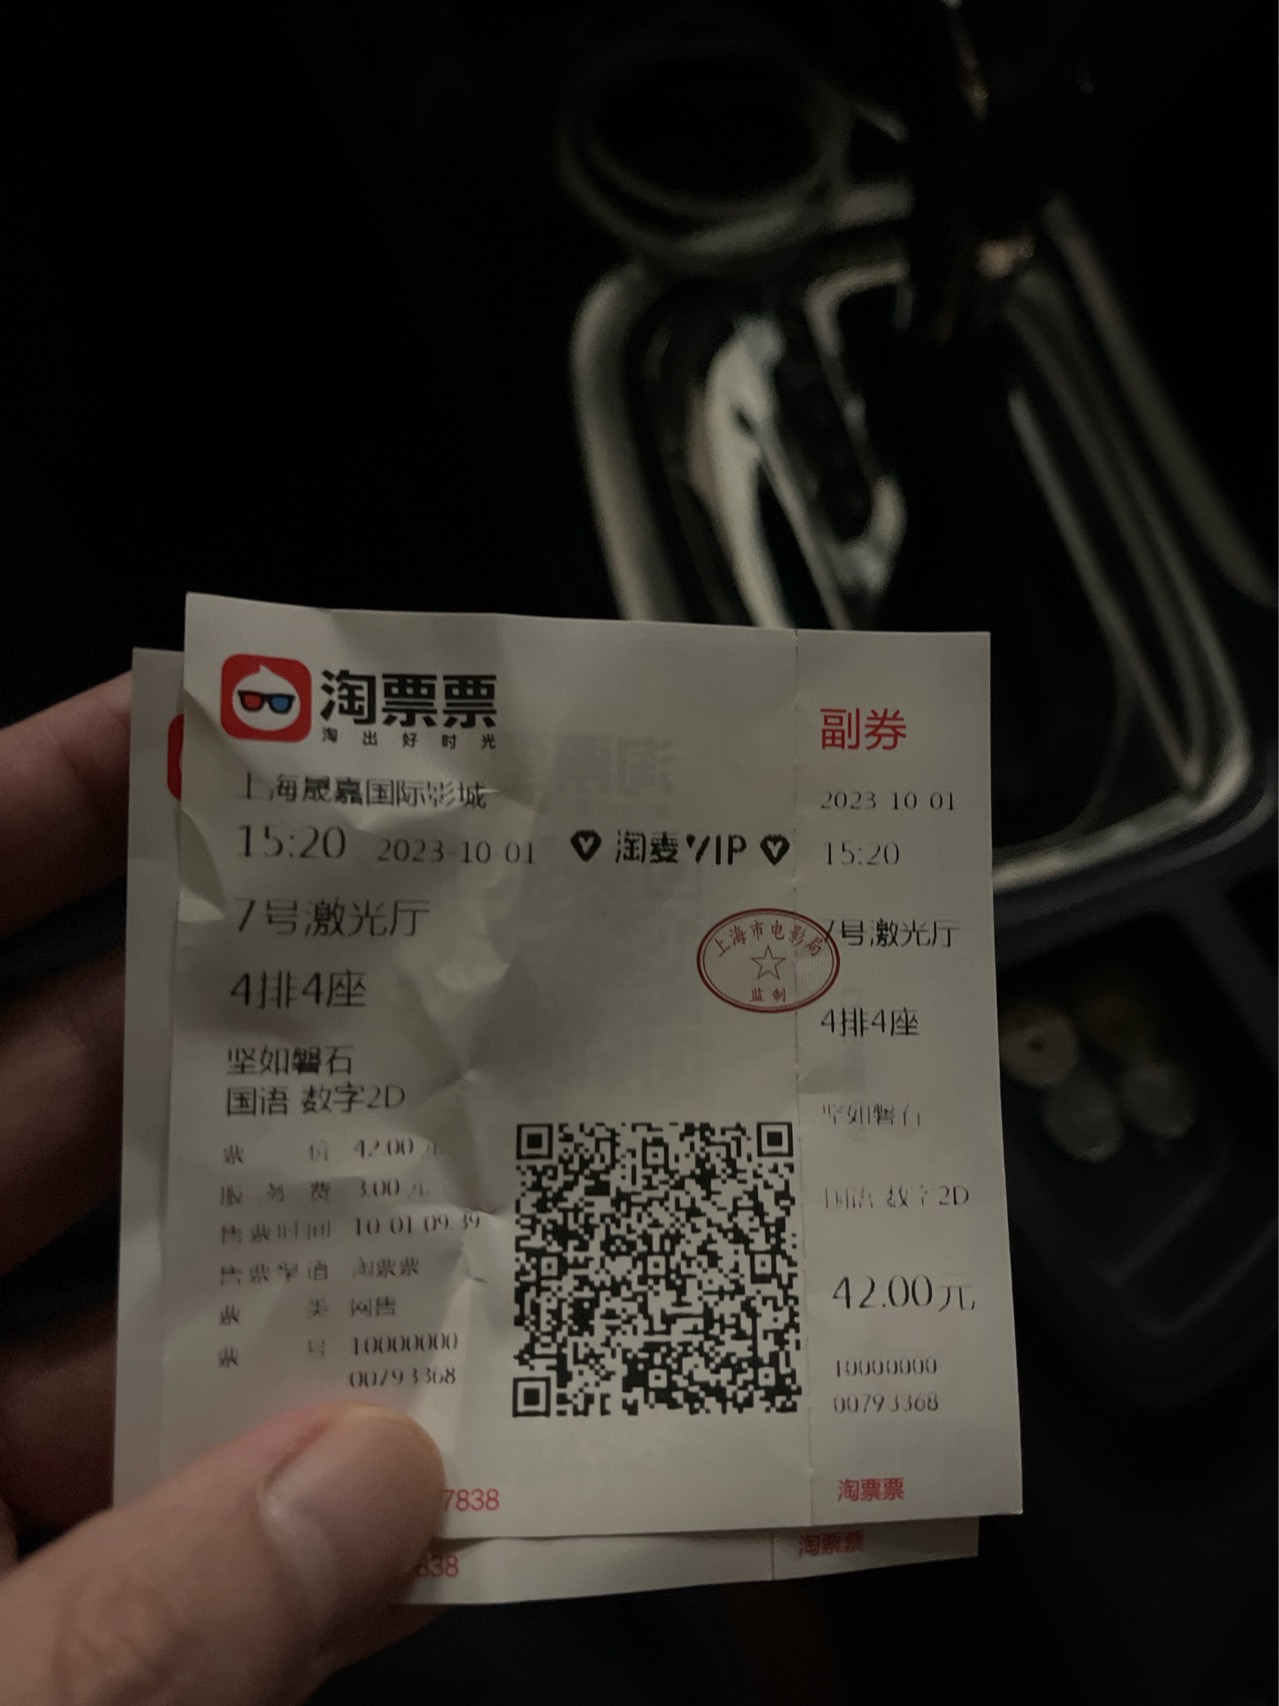 淘票票
淘出好时光
上海晟嘉国际影城
15:20 2023-10-01 淘麦VIP
7号激光厅
4排4座
坚如磐石
国语 数字2D
票价 42.00元
服务费 3.00元
售票时间 10-01 09:39
售票渠道 淘票票
票类 网售
票号 10000000
00793368
7838
838
上海市电影局
监制
副券
2023-10-01
15:20
7号激光厅
4排4座
坚如磐石
国语 数字2D
42.00元
10000000
00793368
淘票票
淘票票